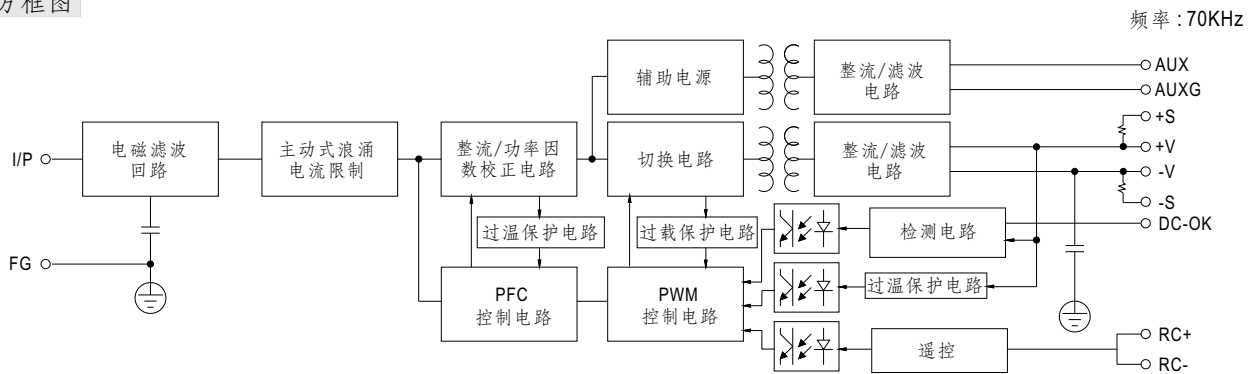 方框图
频率:70KHz
I/P
电磁滤波
回路
主动式浪涌
电流限制
整流/功率因
数校正电路
辅助电源
切换电路
整流/滤波
电路
整流/滤波
电路
AUX
AUXG
+S
+V
-V
-S
DC-OK
过温保护电路
过载保护电路
检测电路
FG
PFC
控制电路
PWM
控制电路
过温保护电路
遥控
RC+
RC-